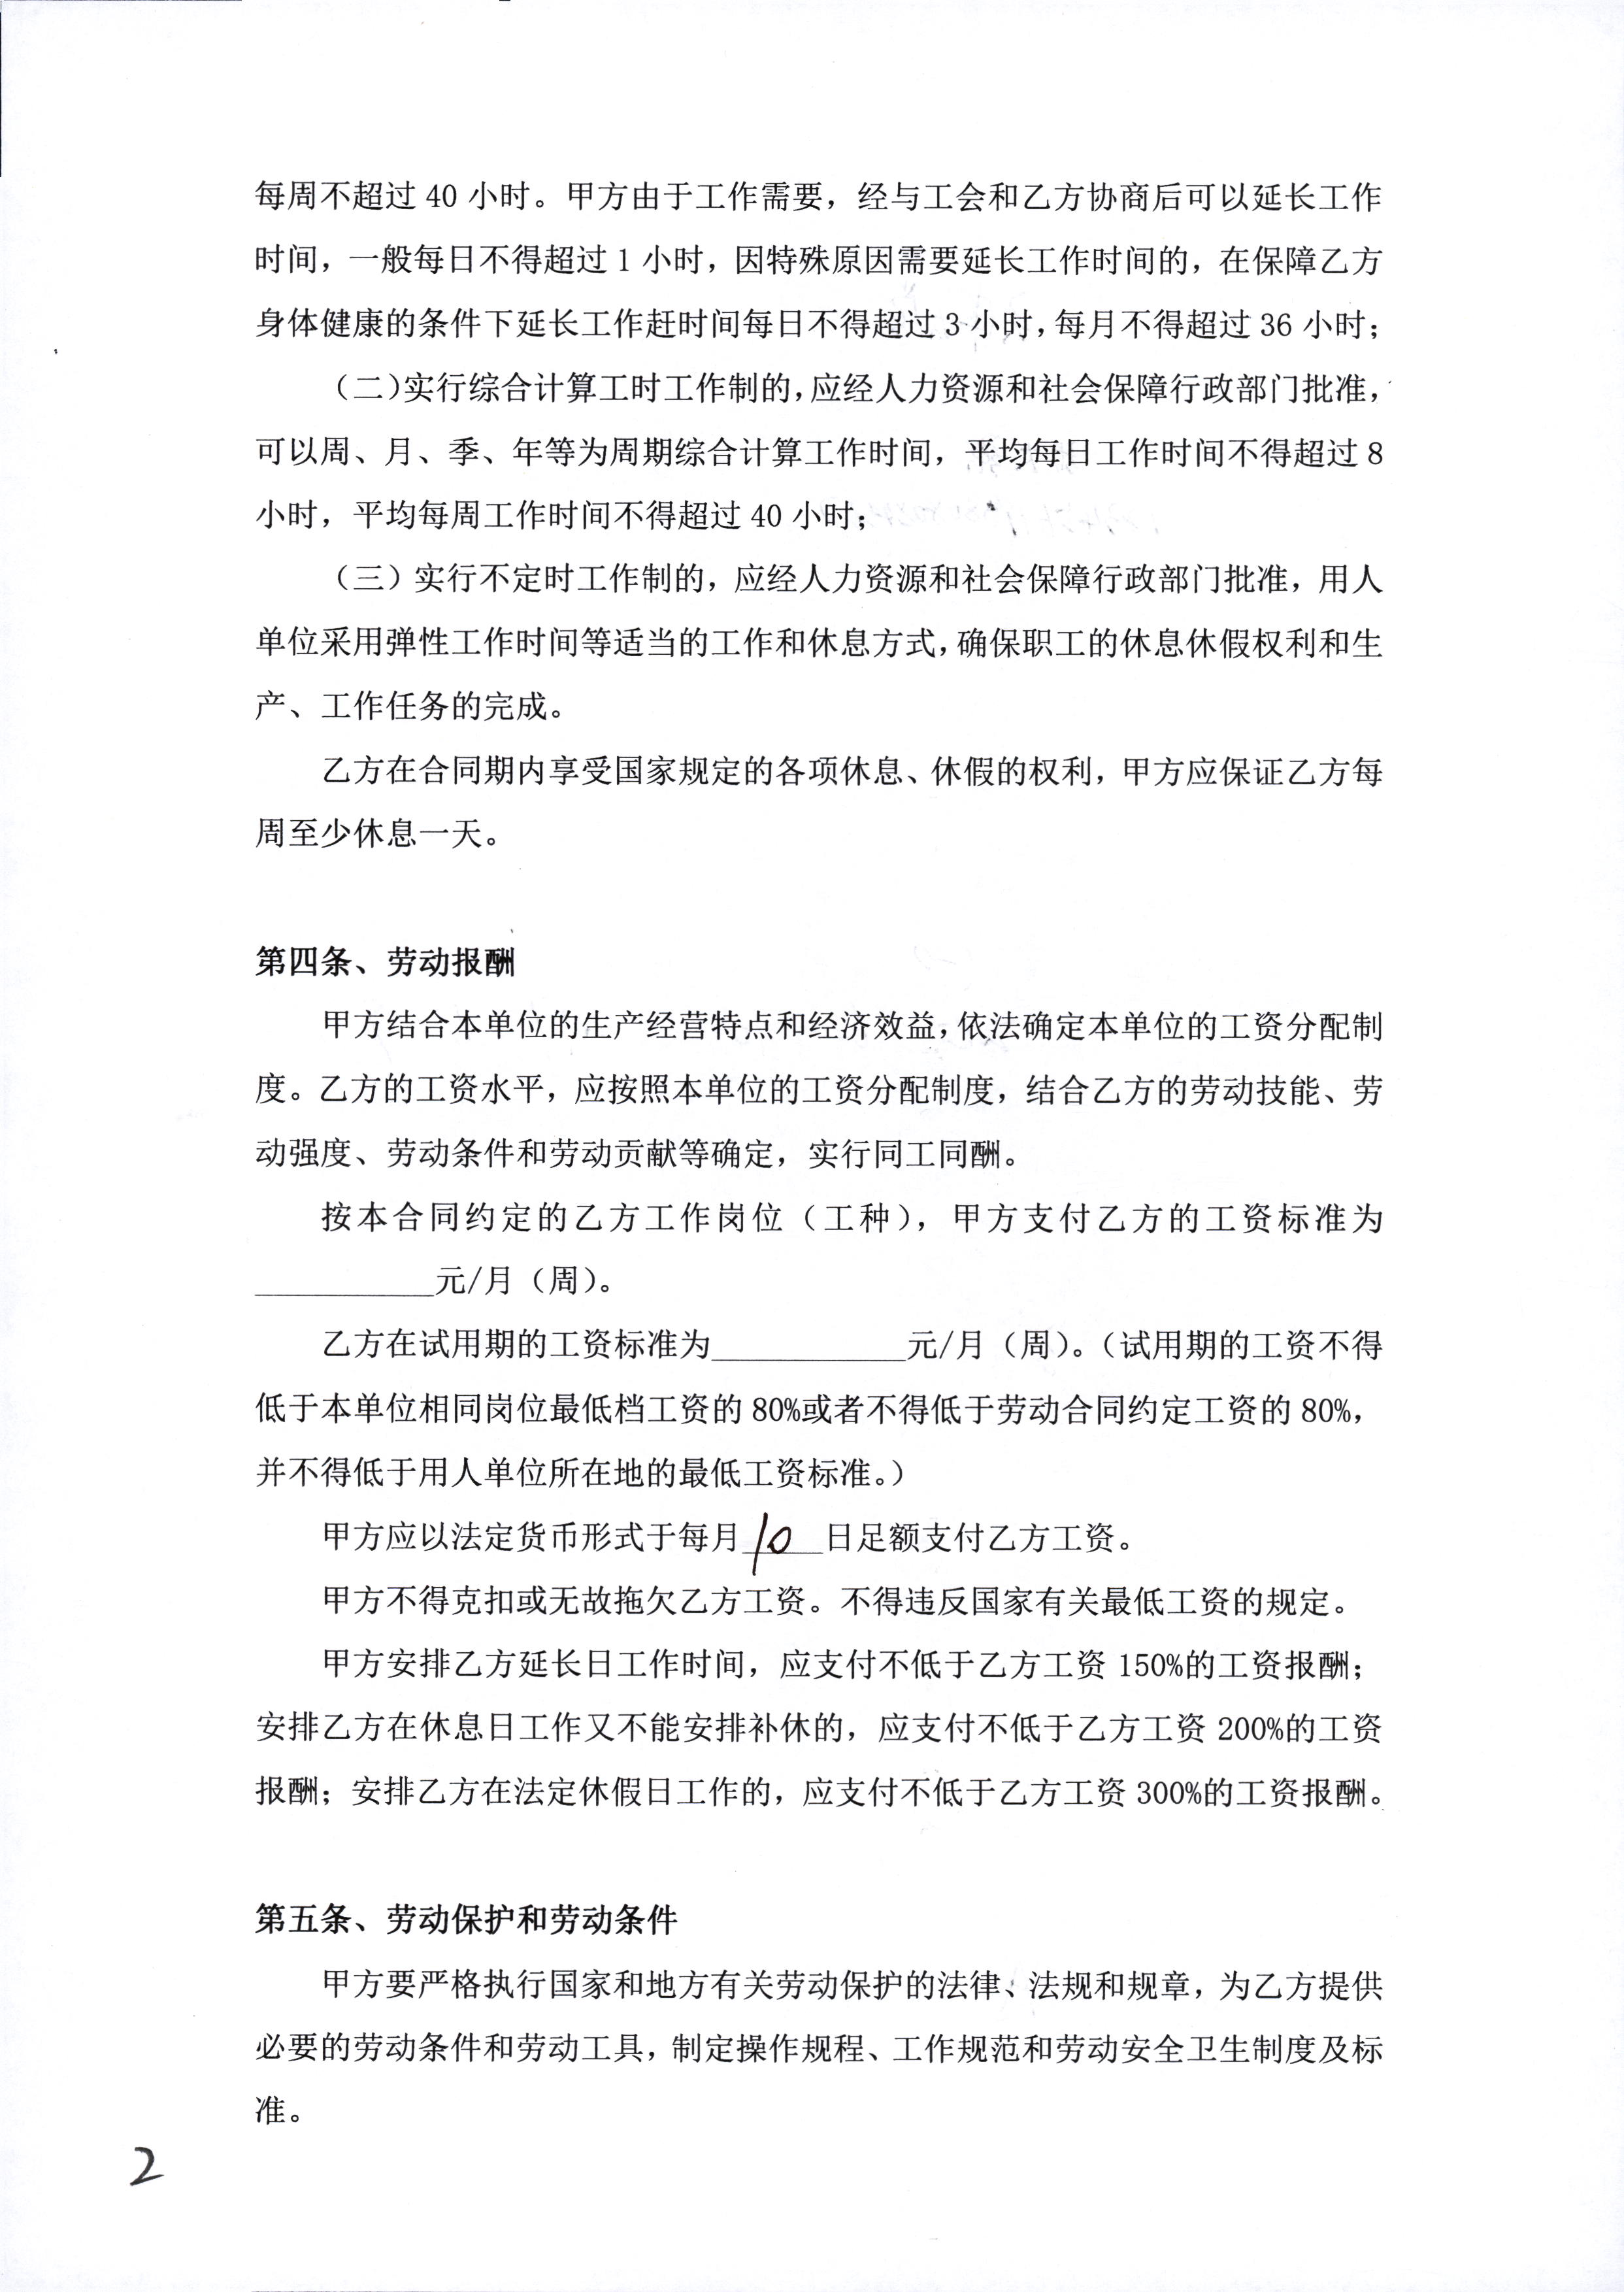 每周不超过 40 小时。甲方由于工作需要，经与工会和乙方协商后可以延长工作
时间，一般每日不得超过 1 小时，因特殊原因需要延长工作时间的，在保障乙方
身体健康的条件下延长工作赶时间每日不得超过 3 小时，每月不得超过 36 小时；
（二）实行综合计算工时工作制的，应经人力资源和社会保障行政部门批准，
可以周、月、季、年等为周期综合计算工作时间，平均每日工作时间不得超过 8
小时，平均每周工作时间不得超过 40 小时；
（三）实行不定时工作制的，应经人力资源和社会保障行政部门批准，用人
单位采用弹性工作时间等适当的工作和休息方式，确保职工的休息休假权利和生
产、工作任务的完成。
乙方在合同期内享受国家规定的各项休息、休假的权利，甲方应保证乙方每
周至少休息一天。
第四条、劳动报酬
甲方结合本单位的生产经营特点和经济效益，依法确定本单位的工资分配制
度。乙方的工资水平，应按照本单位的工资分配制度，结合乙方的劳动技能、劳
动强度、劳动条件和劳动贡献等确定，实行同工同酬。
按本合同约定的乙方工作岗位（工种），甲方支付乙方的工资标准为
___________元/月（周）。
乙方在试用期的工资标准为____________元/月（周）。（试用期的工资不得
低于本单位相同岗位最低档工资的 80%或者不得低于劳动合同约定工资的 80%，
并不得低于用人单位所在地的最低工资标准。）
甲方应以法定货币形式于每月 10 日足额支付乙方工资。
甲方不得克扣或无故拖欠乙方工资。不得违反国家有关最低工资的规定。
甲方安排乙方延长日工作时间，应支付不低于乙方工资 150%的工资报酬；
安排乙方在休息日工作又不能安排补休的，应支付不低于乙方工资 200%的工资
报酬；安排乙方在法定休假日工作的，应支付不低于乙方工资 300%的工资报酬。
第五条、劳动保护和劳动条件
甲方要严格执行国家和地方有关劳动保护的法律、法规和规章，为乙方提供
必要的劳动条件和劳动工具，制定操作规程、工作规范和劳动安全卫生制度及标
准。
2